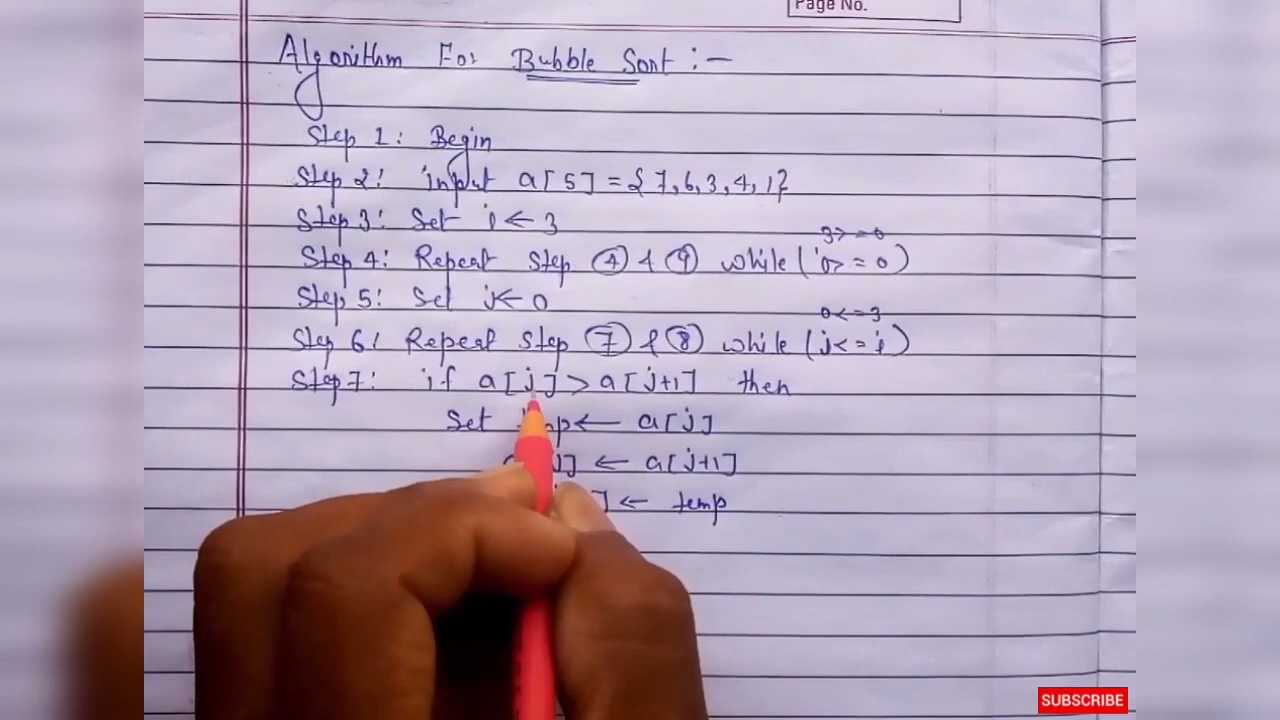 Page No.
Algorithm For Bubble Sort :-
Step 1: Begin
Step 2: input a[5] = {7, 6, 3, 4, 1}
Step 3: Set i ← 3
3>=0
Step 4: Repeat Step ④ & ⑨ while (i>=0)
Step 5: Set j← 0
0<=3
Step 6: Repeat Step ⑦ & ⑧ while (j<=i)
Step 7: if a[j] > a[j+1] then
Set ← a[j]
← a[j+1]
← temp
SUBSCRIBE